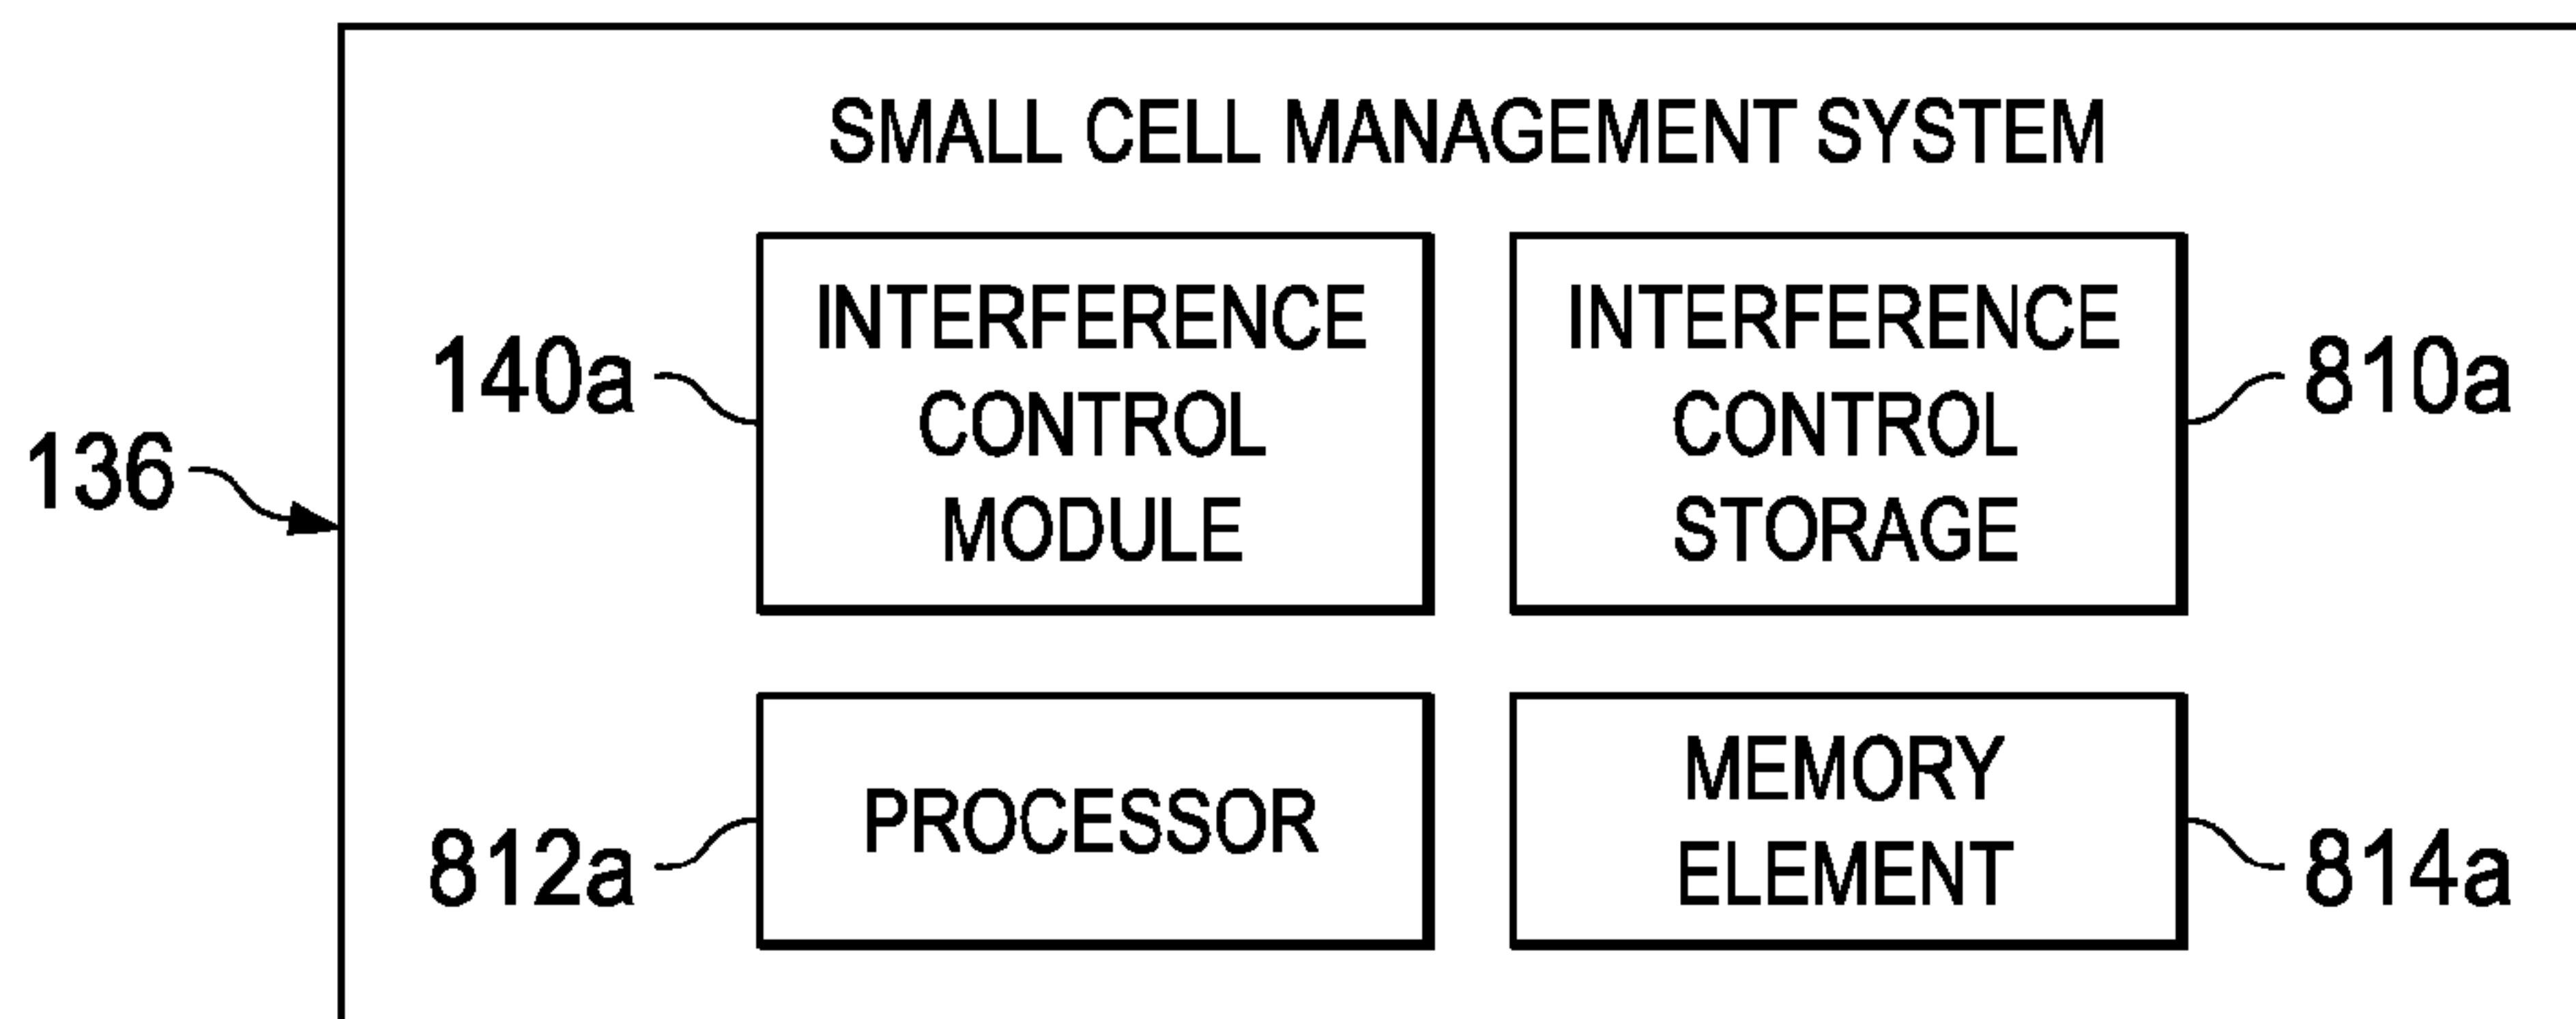 SMALL CELL MANAGEMENT SYSTEM
INTERFERENCE
CONTROL
MODULE
140a
INTERFERENCE
CONTROL
STORAGE
810a
136
PROCESSOR
812a
MEMORY
ELEMENT
814a